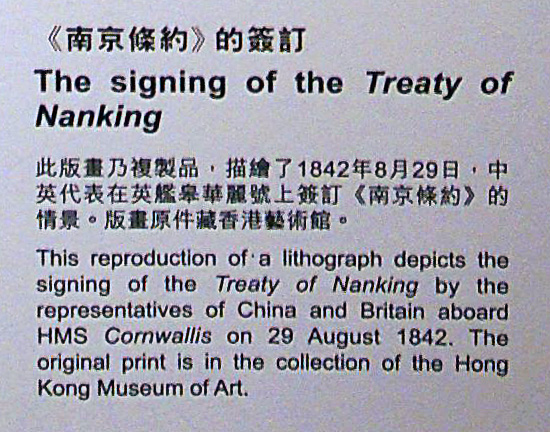 《南京條約》的簽訂
The signing of the Treaty of
Nanking
此版畫乃複製品，描繪了1842年8月29日，中
英代表在英艦皋華麗號上簽訂《南京條約》的
情景。版畫原件藏香港藝術館。
This reproduction of a lithograph depicts the
signing of the Treaty of Nanking by the
representatives of China and Britain aboard
HMS Cornwallis on 29 August 1842. The
original print is in the collection of the Hong
Kong Museum of Art.